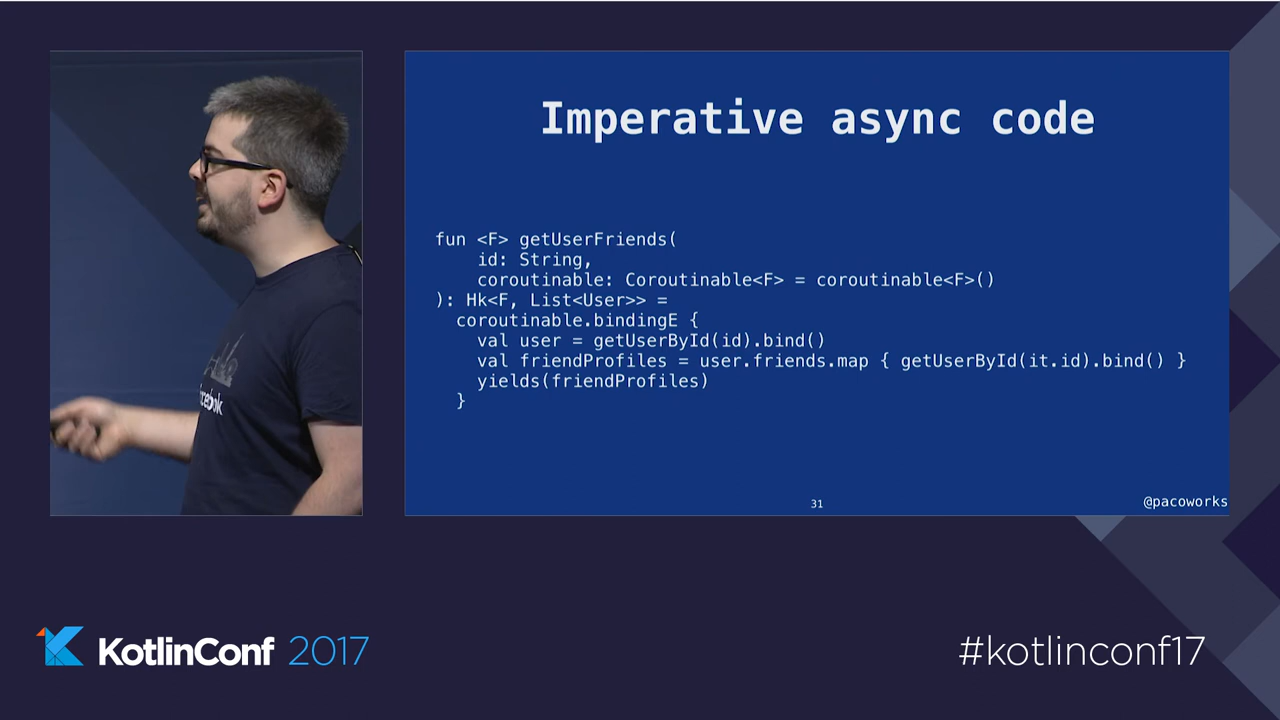 Imperative async code
fun <F> getUserFriends(
    id: String,
    coroutinable: Coroutinable<F> = coroutinable<F>()
): Hk<F, List<User>> =
  coroutinable.bindingE {
    val user = getUserById(id).bind()
    val friendProfiles = user.friends.map { getUserById(it.id).bind() }
    yields(friendProfiles)
  }
31
@pacoworks
KotlinConf 2017
#kotlinconf17